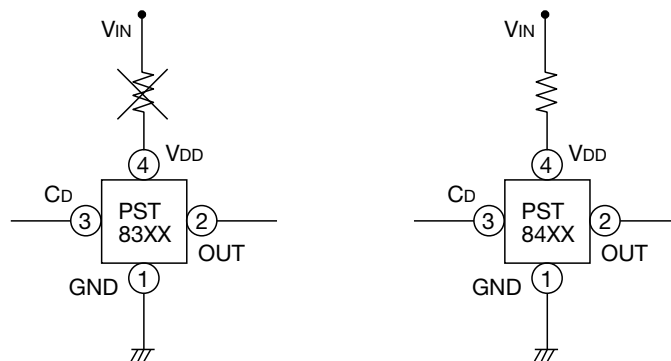 VIN
4
VDD
CD
3
PST
83XX
2
OUT
GND
1
VIN
4
VDD
CD
3
PST
84XX
2
OUT
GND
1